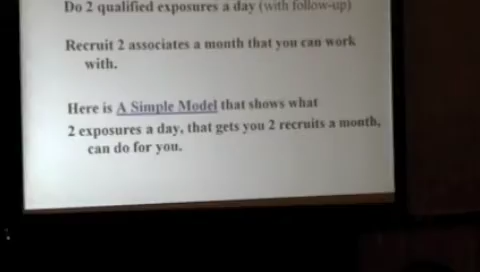 Do 2 qualified exposures a day (with follow-up)
Recruit 2 associates a month that you can work
with.
Here is A Simple Model that shows what
2 exposures a day, that gets you 2 recruits a month,
can do for you.